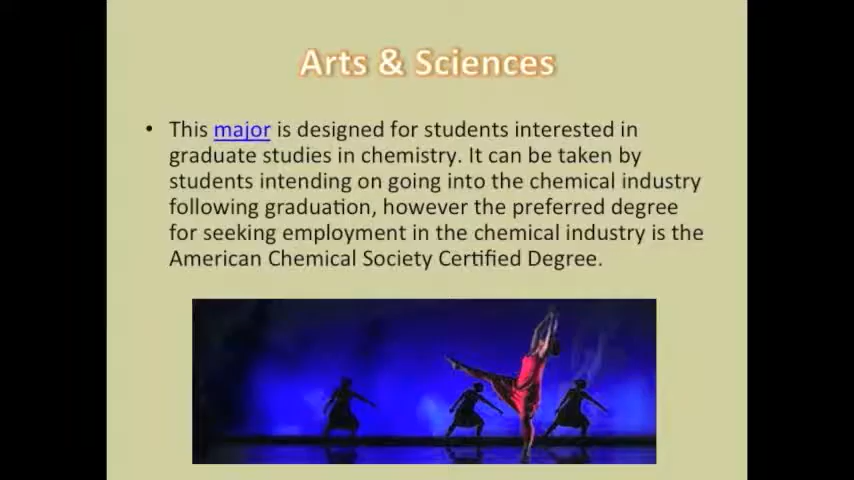 Arts & Sciences
• This major is designed for students interested in
graduate studies in chemistry. It can be taken by
students intending on going into the chemical industry
following graduation, however the preferred degree
for seeking employment in the chemical industry is the
American Chemical Society Certified Degree.